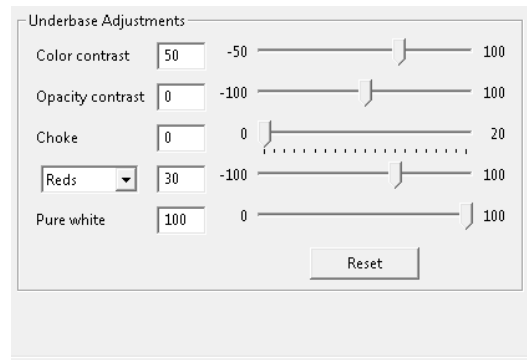 Underbase Adjustments
Color contrast 50 -50 100
Opacity contrast 0 -100 100
Choke 0 0 20
Reds 30 -100 100
Pure white 100 0 100
Reset